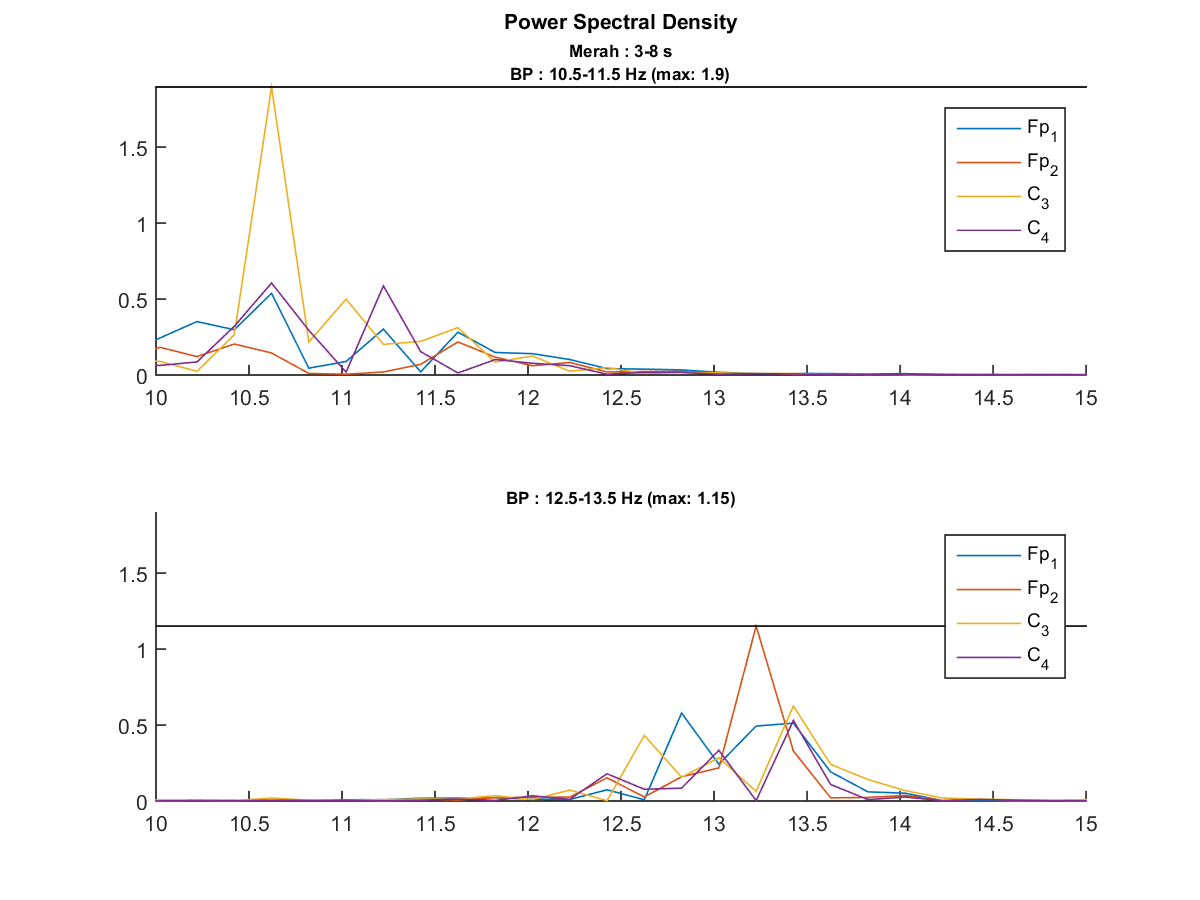 Power Spectral Density
Merah : 3-8 s
BP : 10.5-11.5 Hz (max: 1.9)
1.5
1
0.5
0
10 10.5 11 11.5 12 12.5 13 13.5 14 14.5 15
Fp1
Fp2
C3
C4
BP : 12.5-13.5 Hz (max: 1.15)
1.5
1
0.5
0
10 10.5 11 11.5 12 12.5 13 13.5 14 14.5 15
Fp1
Fp2
C3
C4